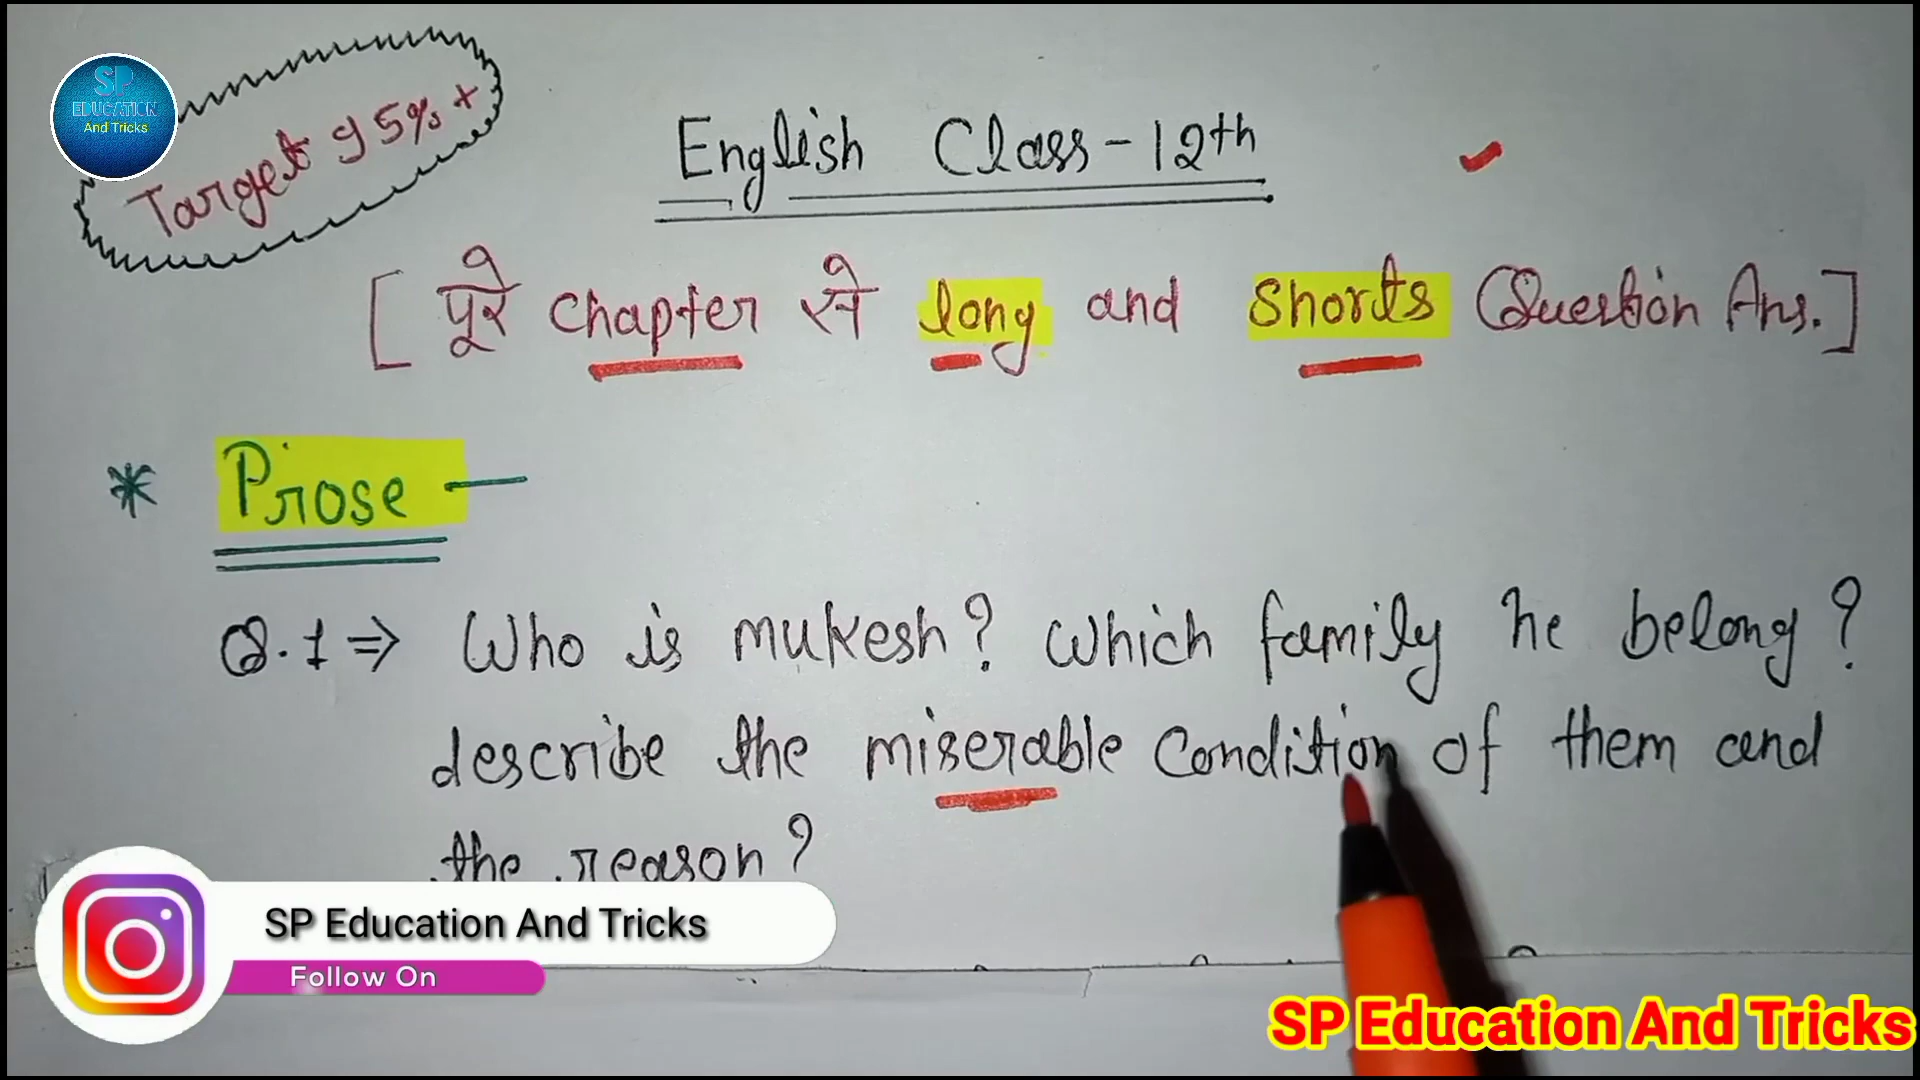 SP
EDUCATION
And Tricks
Target 95% +
English Class-12th
[ पूरे chapter से long and Shorts Question Ans. ]
* Prose -
Q.1 ⇒ Who is mukesh? Which family he belong?
describe the miserable Condition of them and
the reason?
SP Education And Tricks
Follow On
SP Education And Tricks